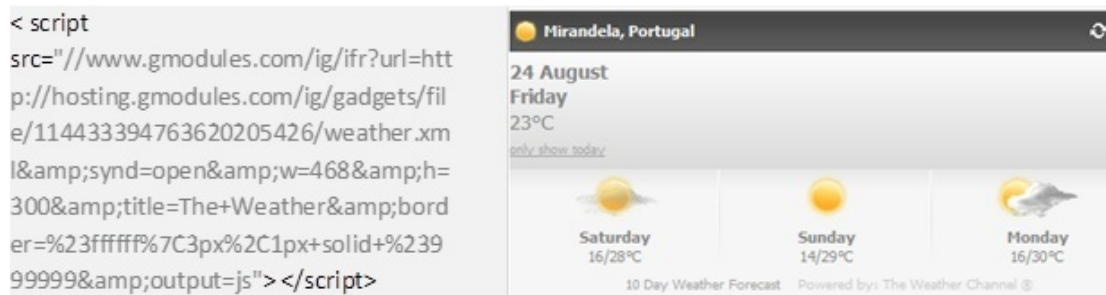 < script
src="//www.gmodules.com/ig/ifr?url=htt
p://hosting.gmodules.com/ig/gadgets/fil
e/114433394763620205426/weather.xm
l&amp;synd=open&amp;w=468&amp;h=
300&amp;title=The+Weather&amp;bord
er=%23ffffff%7C3px%2C1px+solid+%239
99999&amp;output=js"></script>
Mirandela, Portugal
24 August
Friday
23°C
only show today
Saturday
16/28°C
Sunday
14/29°C
Monday
16/30°C
10 Day Weather Forecast Powered by: The Weather Channel ®